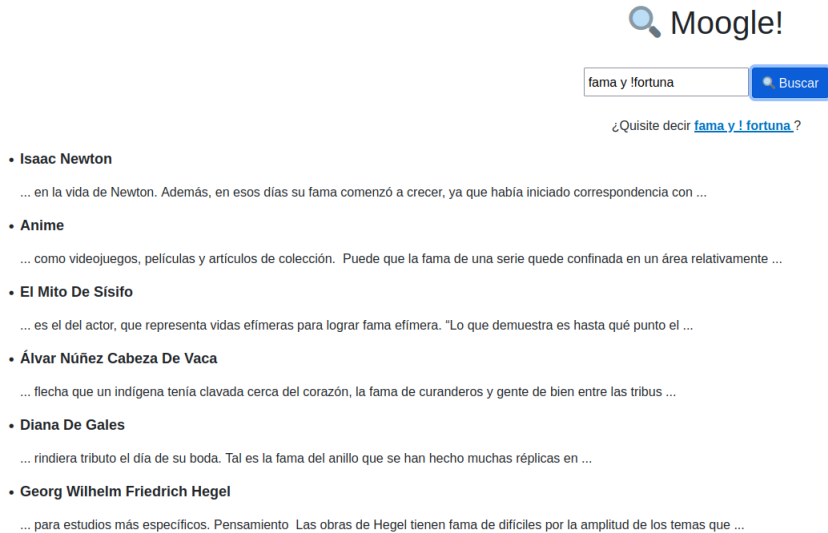 Moogle!
fama y !fortuna
Buscar
¿Quisite decir fama y ! fortuna ?
• Isaac Newton
... en la vida de Newton. Además, en esos días su fama comenzó a crecer, ya que había iniciado correspondencia con ...
• Anime
... como videojuegos, películas y artículos de colección.  Puede que la fama de una serie quede confinada en un área relativamente ...
• El Mito De Sísifo
... es el del actor, que representa vidas efímeras para lograr fama efímera. “Lo que demuestra es hasta qué punto el ...
• Álvar Núñez Cabeza De Vaca
... flecha que un indígena tenía clavada cerca del corazón, la fama de curanderos y gente de bien entre las tribus ...
• Diana De Gales
... rindiera tributo el día de su boda. Tal es la fama del anillo que se han hecho muchas réplicas en ...
• Georg Wilhelm Friedrich Hegel
... para estudios más específicos. Pensamiento  Las obras de Hegel tienen fama de difíciles por la amplitud de los temas que ...